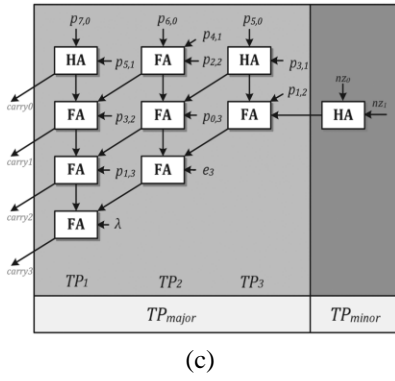 p7,0 p6,0 p5,0
p4,1
HA p5,1 FA p2,2 HA p3,1
carry0 p1,2 nz0
FA p3,2 FA p0,3 FA HA nz1
carry1
FA p1,3 FA e3
carry2
FA λ
carry3
TP1 TP2 TP3
TPmajor TPminor
(c)